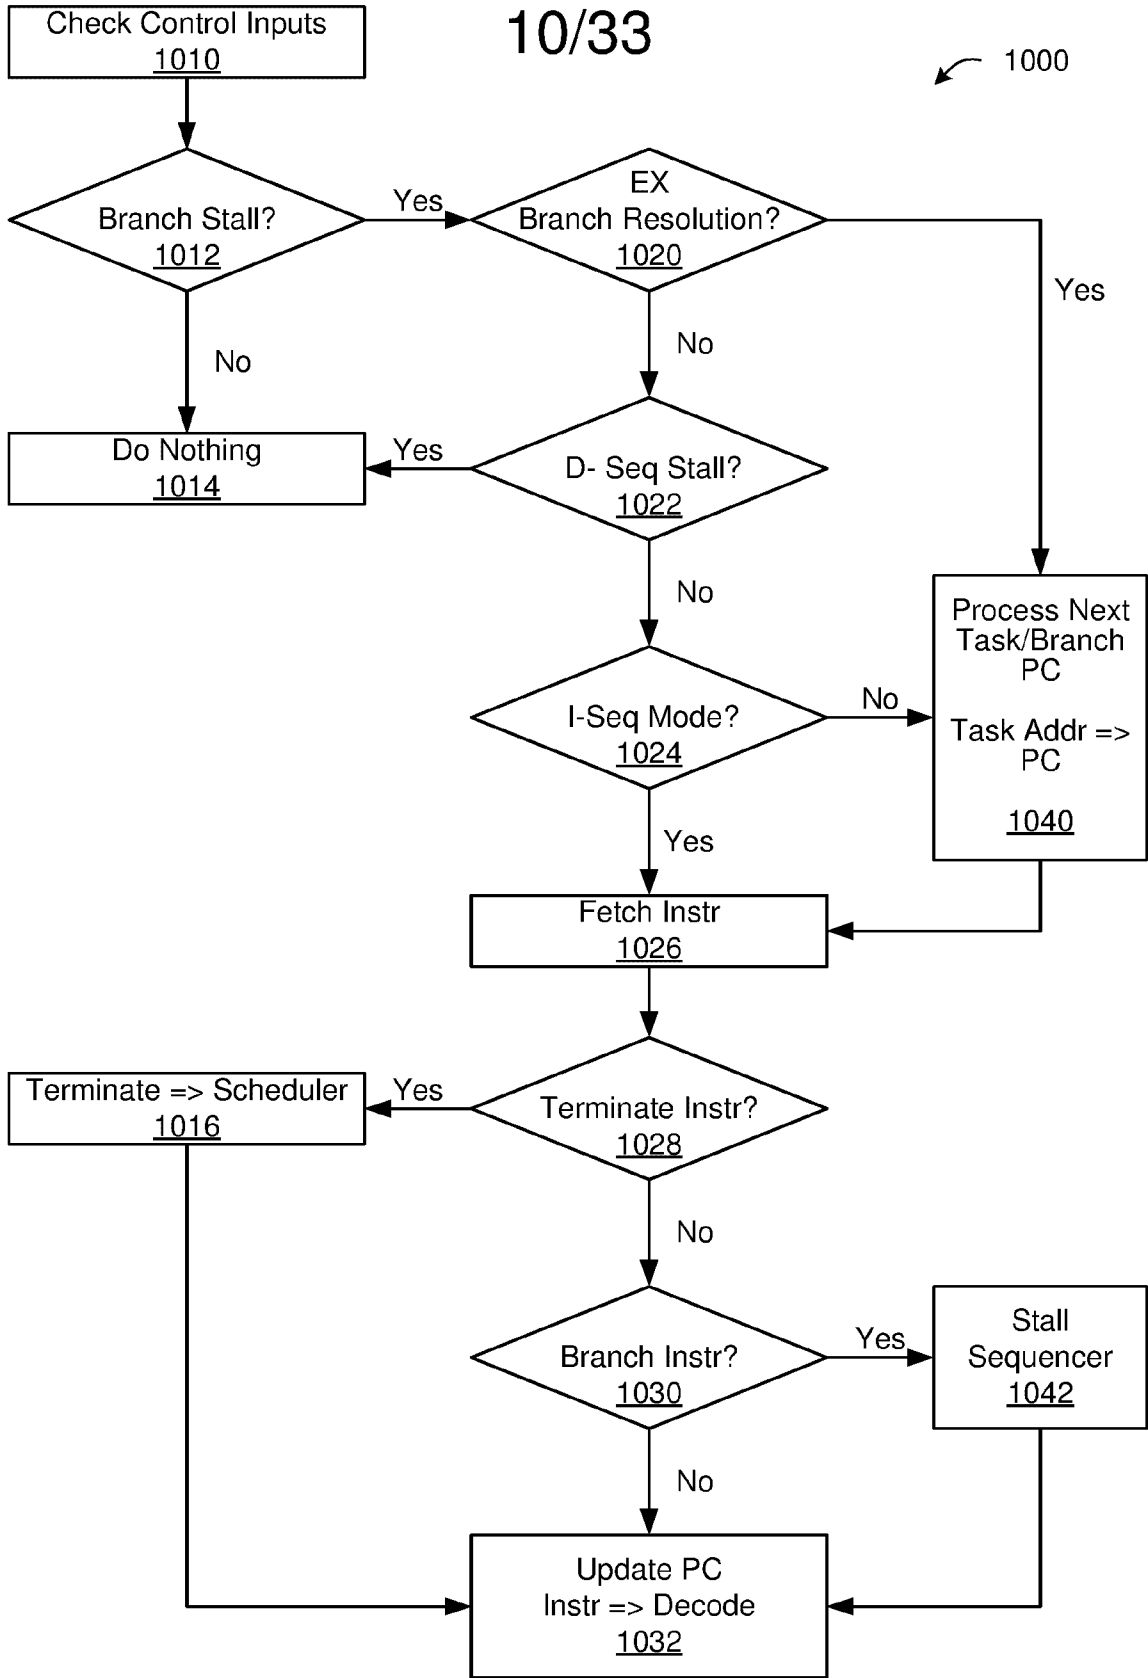 10/33
1000
Check Control Inputs
1010
Branch Stall?
1012
Yes
EX
Branch Resolution?
1020
Yes
No
No
Do Nothing
1014
Yes
D- Seq Stall?
1022
No
Process Next
Task/Branch
PC
Task Addr =>
PC
1040
I-Seq Mode?
1024
No
Yes
Fetch Instr
1026
Terminate => Scheduler
1016
Yes
Terminate Instr?
1028
No
Branch Instr?
1030
Yes
Stall
Sequencer
1042
No
Update PC
Instr => Decode
1032